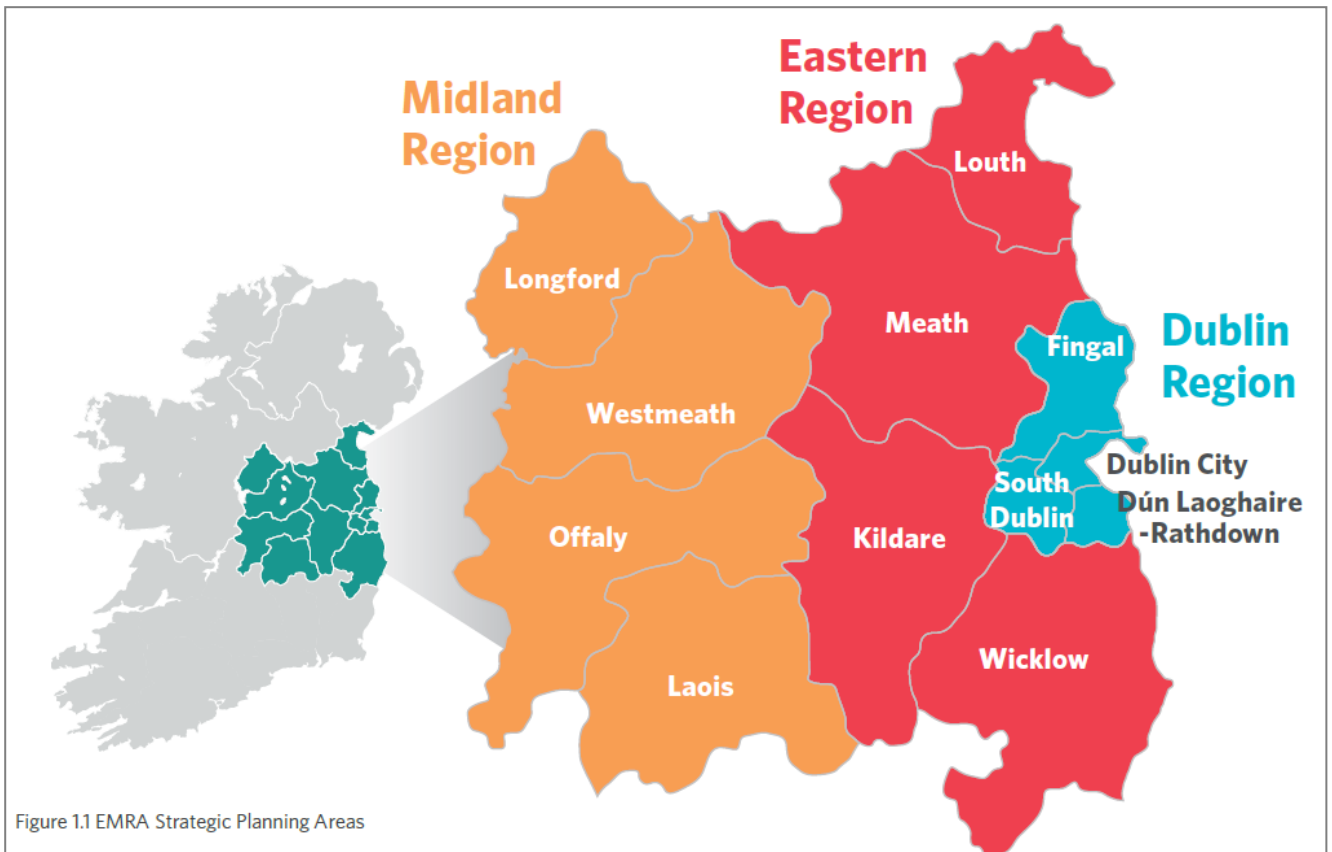 Midland
Region
Eastern
Region
Louth
Longford
Meath
Fingal
Dublin
Region
Westmeath
Dublin City
South
Dublin
Dún Laoghaire
-Rathdown
Offaly
Kildare
Wicklow
Laois
Figure 1.1 EMRA Strategic Planning Areas